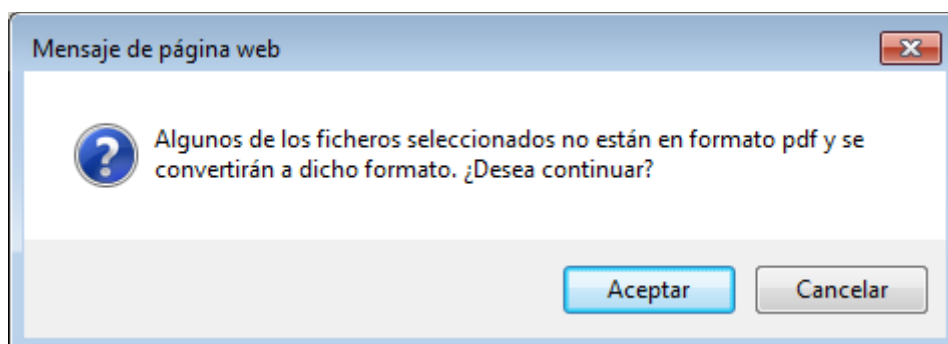 Mensaje de página web
Algunos de los ficheros seleccionados no están en formato pdf y se
convertirán a dicho formato. ¿Desea continuar?
Aceptar
Cancelar